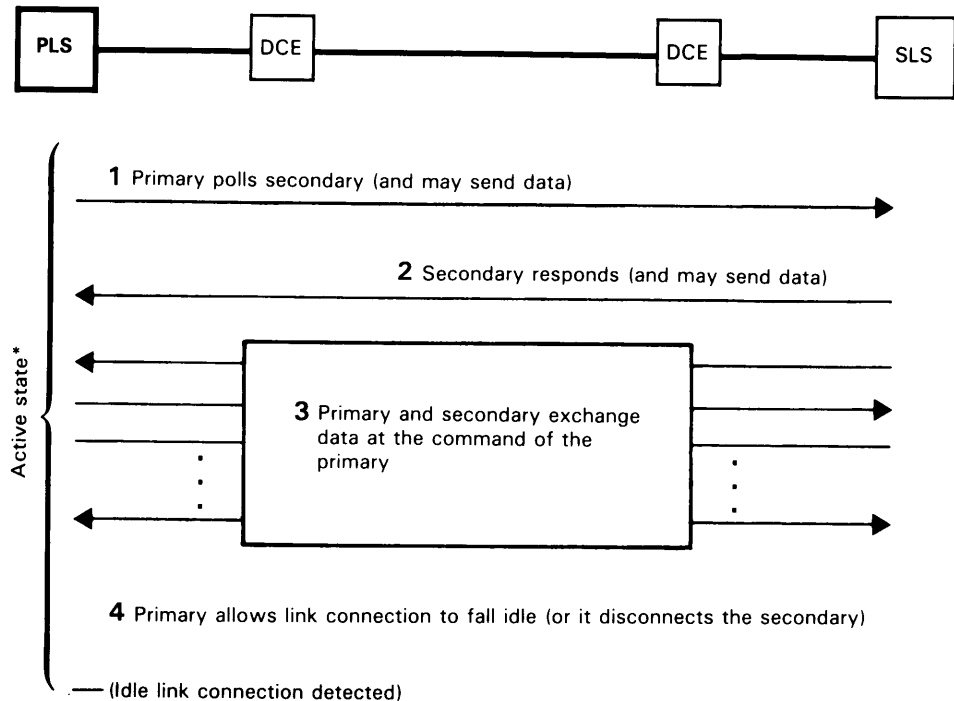 PLS DCE DCE SLS
1 Primary polls secondary (and may send data)
2 Secondary responds (and may send data)
Active state*
3 Primary and secondary exchange
data at the command of the
primary
4 Primary allows link connection to fall idle (or it disconnects the secondary)
(Idle link connection detected)